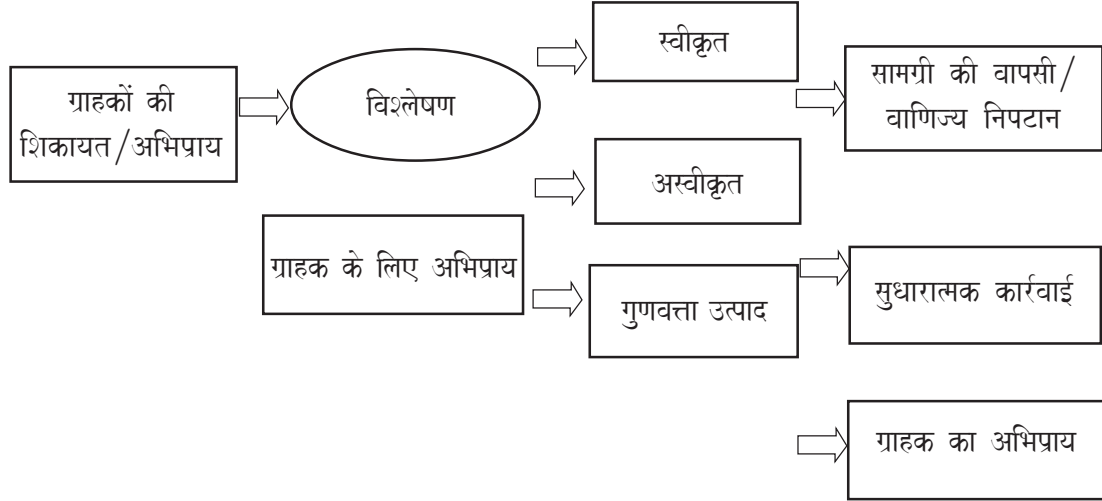 ग्राहकों की
शिकायत/अभिप्राय
विश्लेषण
स्वीकृत
सामग्री की वापसी/
वाणिज्य निपटान
अस्वीकृत
ग्राहक के लिए अभिप्राय
गुणवत्ता उत्पाद
सुधारात्मक कार्रवाई
ग्राहक का अभिप्राय